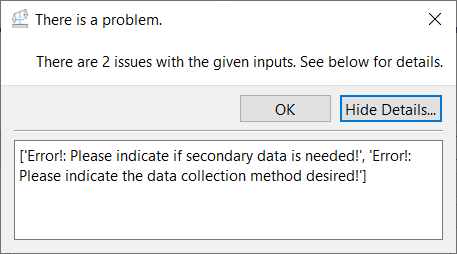 There is a problem.
There are 2 issues with the given inputs. See below for details.
OK
Hide Details...
['Error!: Please indicate if secondary data is needed!', 'Error!:
Please indicate the data collection method desired!']